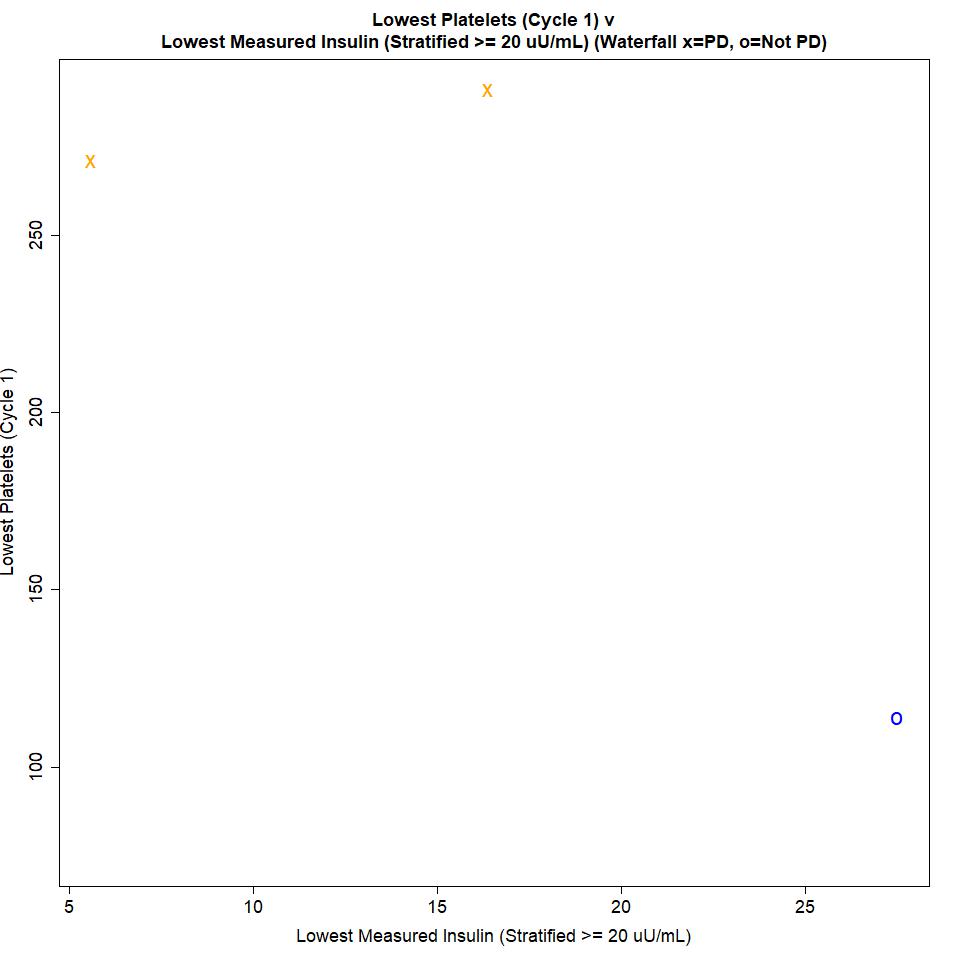 Lowest Platelets (Cycle 1) v
Lowest Measured Insulin (Stratified >= 20 uU/mL) (Waterfall x=PD, o=Not PD)
X
X
250
200
150
100
Lowest Platelets (Cycle 1)
O
5 10 15 20 25
Lowest Measured Insulin (Stratified >= 20 uU/mL)